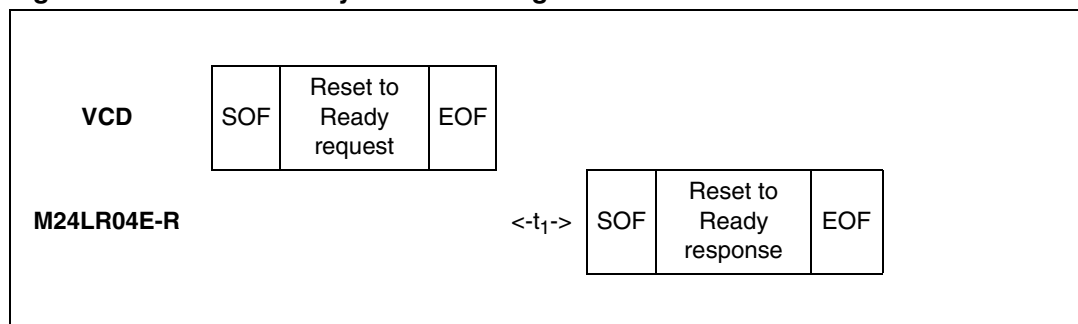 VCD
SOF
Reset to
Ready
request
EOF
M24LR04E-R
<-t1->
SOF
Reset to
Ready
response
EOF